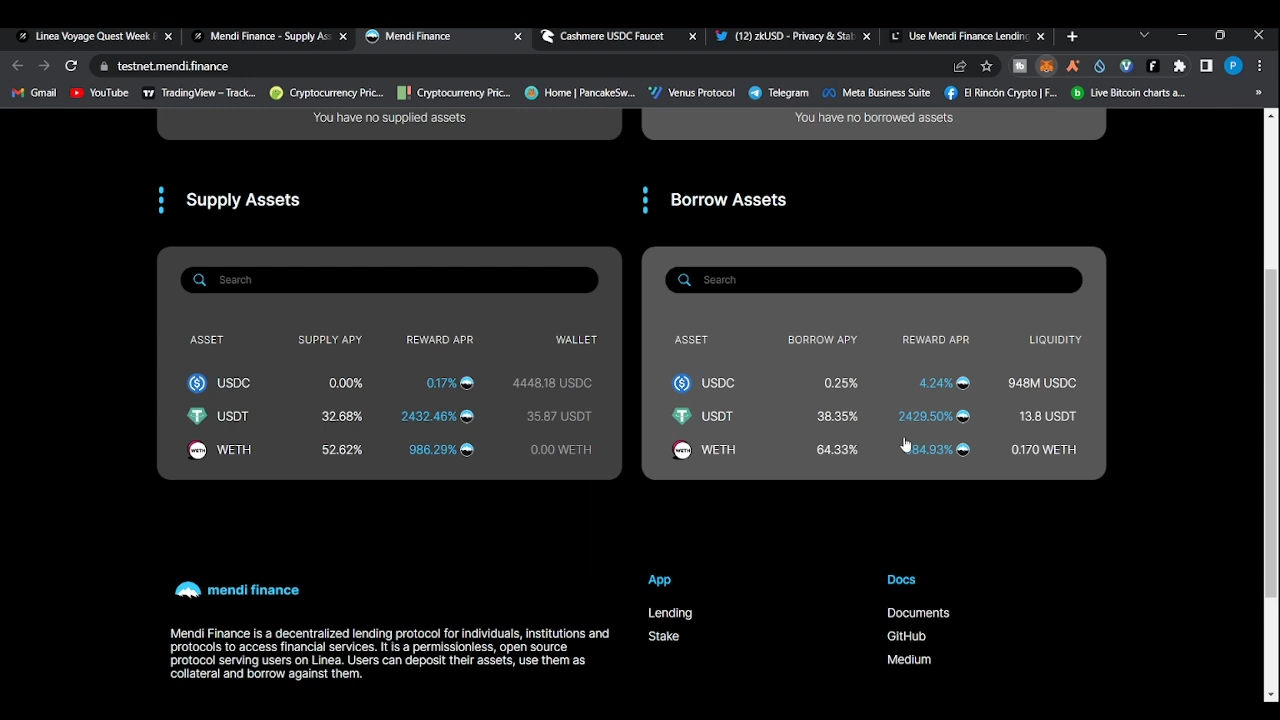 Linea Voyage Quest Week
Mendi Finance - Supply Ass
Mendi Finance
Cashmere USDC Faucet
(12) zkUSD - Privacy & Stab
Use Mendi Finance Lending
testnet.mendi.finance
Gmail
YouTube
TradingView – Track...
Cryptocurrency Pric...
Cryptocurrency Pric...
Home | PancakeSw...
Venus Protocol
Telegram
Meta Business Suite
El Rincón Crypto | F...
Live Bitcoin charts a...
You have no supplied assets
You have no borrowed assets
Supply Assets
Borrow Assets
Search
Search
ASSET SUPPLY APY REWARD APR WALLET
USDC 0.00% 0.17% 4448.18 USDC
USDT 32.68% 2432.46% 35.87 USDT
WETH 52.62% 986.29% 0.00 WETH
ASSET BORROW APY REWARD APR LIQUIDITY
USDC 0.25% 4.24% 948M USDC
USDT 38.35% 2429.50% 13.8 USDT
WETH 64.33% 84.93% 0.170 WETH
mendi finance
Mendi Finance is a decentralized lending protocol for individuals, institutions and
protocols to access financial services. It is a permissionless, open source
protocol serving users on Linea. Users can deposit their assets, use them as
collateral and borrow against them.
App
Lending
Stake
Docs
Documents
GitHub
Medium